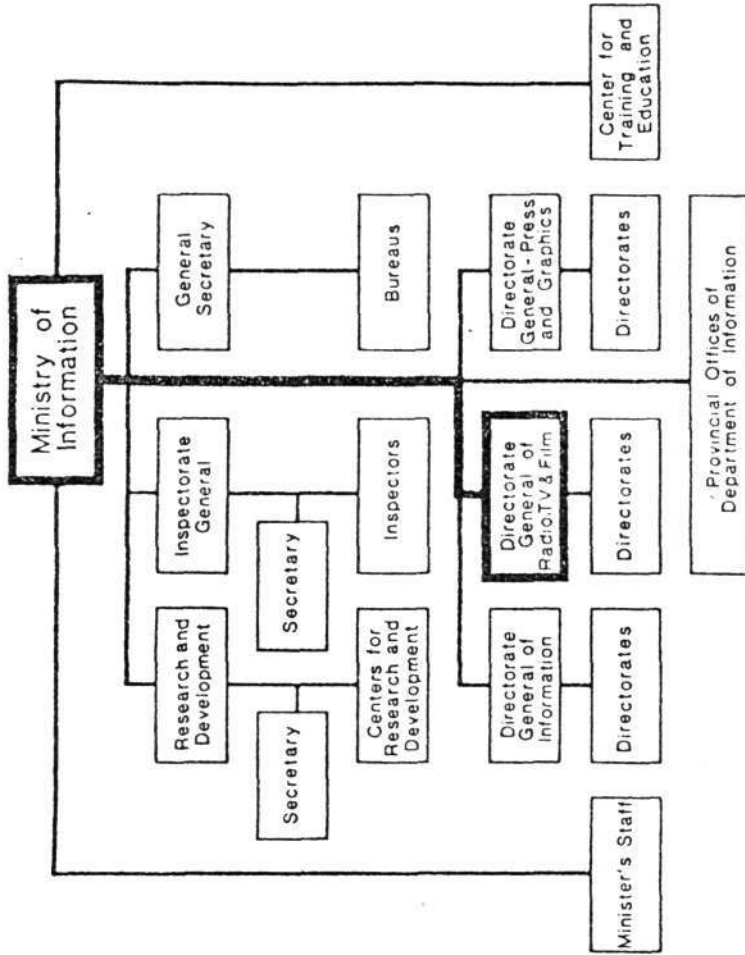 Ministry of
Information
Research and
Development
Inspectorate
General
General
Secretary
Secretary
Secretary
Centers for
Research and
Development
Inspectors
Bureaus
Directorate
General of
Information
Directorate
General of
Radio,TV & Film
Directorate
General-Press
and Graphics
Minister's Staff
Directorates
Directorates
Directorates
Center for
Training and
Education
Provincial Offices of
Department of Information